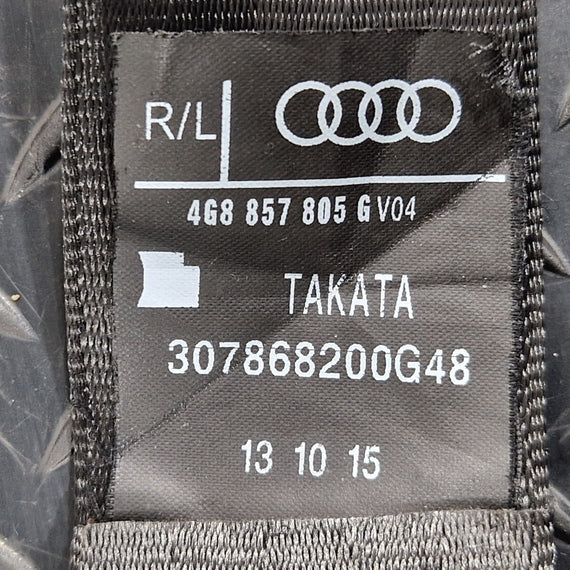 R/L
4G8 857 805 G V04
TAKATA
307868200G48
13 10 15